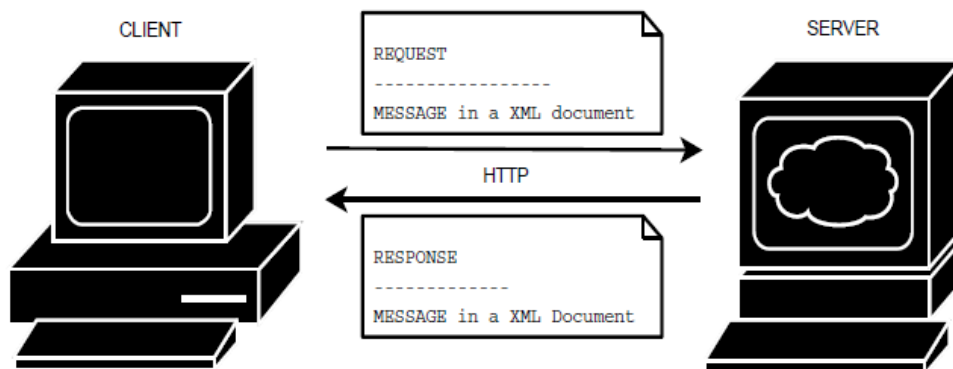 CLIENT
SERVER
REQUEST
-----------------
MESSAGE in a XML document
HTTP
RESPONSE
-------------
MESSAGE in a XML Document